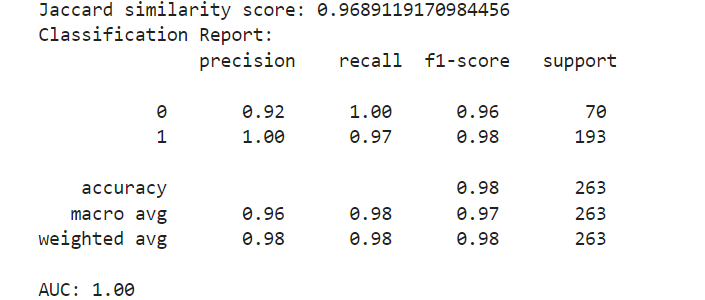 Jaccard similarity score: 0.9689119170984456
Classification Report:
precision recall f1-score support
0 0.92 1.00 0.96 70
1 1.00 0.97 0.98 193
accuracy 0.98 263
macro avg 0.96 0.98 0.97 263
weighted avg 0.98 0.98 0.98 263
AUC: 1.00